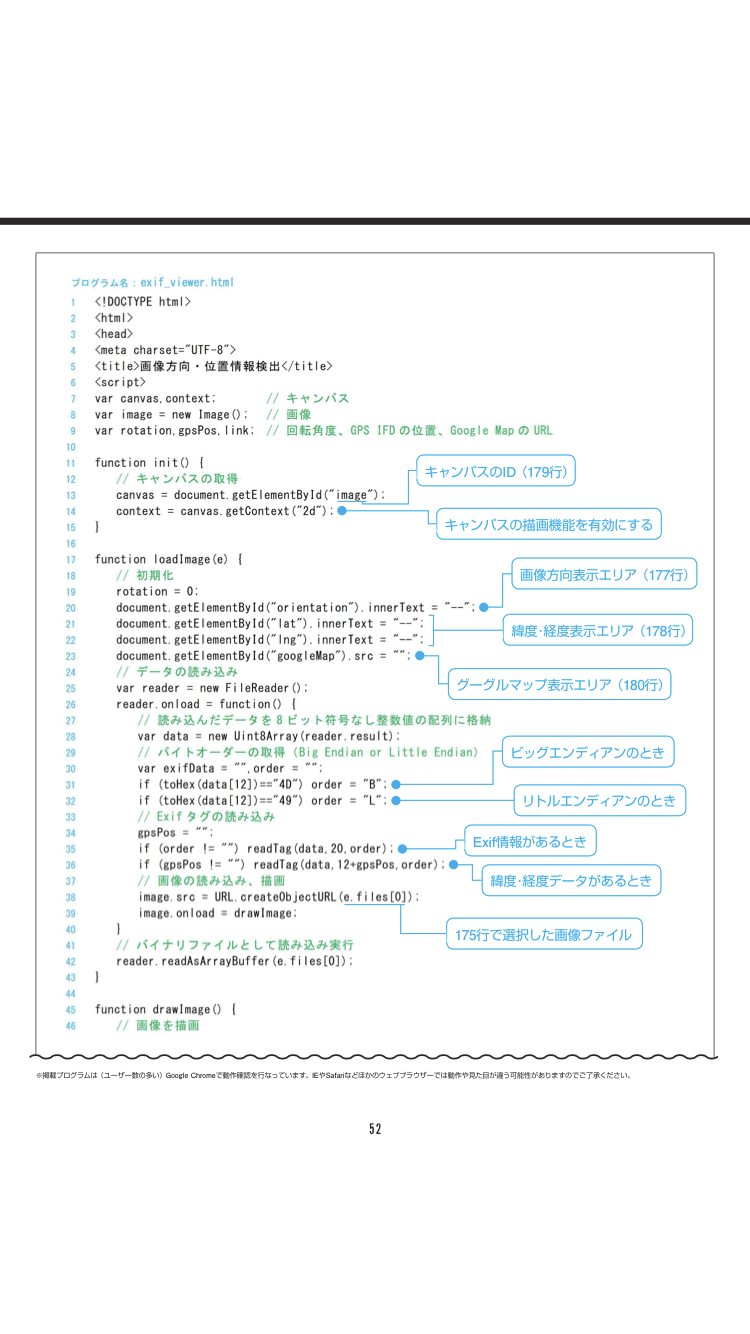 プログラム名：exif_viewer.html
1 <!DOCTYPE html>
2 <html>
3 <head>
4 <meta charset="UTF-8">
5 <title>画像方向・位置情報検出</title>
6 <script>
7 var canvas,context; // キャンバス
8 var image = new Image(); // 画像
9 var rotation,gpsPos,link; // 回転角度、GPS IFDの位置、Google MapのURL
10
11 function init() {
12 // キャンバスの取得
キャンバスのID（179行）
13 canvas = document.getElementById("image");
14 context = canvas.getContext("2d");
キャンバスの描画機能を有効にする
15 }
16
17 function loadImage(e) {
18 // 初期化
画像方向表示エリア（177行）
19 rotation = 0;
20 document.getElementById("orientation").innerText = "--";
21 document.getElementById("lat").innerText = "--";
緯度・経度表示エリア（178行）
22 document.getElementById("lng").innerText = "--";
23 document.getElementById("googleMap").src = "";
24 // データの読み込み
グーグルマップ表示エリア（180行）
25 var reader = new FileReader();
26 reader.onload = function() {
27 // 読み込んだデータを8ビット符号なし整数値の配列に格納
28 var data = new Uint8Array(reader.result);
29 // バイトオーダーの取得（Big Endian or Little Endian）
ビッグエンディアンのとき
30 var exifData = "",order = "";
31 if (toHex(data[12])=="4D") order = "B";
32 if (toHex(data[12])=="49") order = "L";
リトルエンディアンのとき
33 // Exifタグの読み込み
34 gpsPos = "";
Exif情報があるとき
35 if (order != "") readTag(data,20,order);
36 if (gpsPos != "") readTag(data,12+gpsPos,order);
緯度・経度データがあるとき
37 // 画像の読み込み、描画
38 image.src = URL.createObjectURL(e.files[0]);
39 image.onload = drawImage;
40 }
175行で選択した画像ファイル
41 // バイナリファイルとして読み込み実行
42 reader.readAsArrayBuffer(e.files[0]);
43 }
44
45 function drawImage() {
46 // 画像を描画
※掲載プログラムは（ユーザー数の多い）Google Chromeで動作確認を行なっています。IEやSafariなどほかのウェブブラウザーでは動作や見た目が違う可能性がありますのでご了承ください。
52